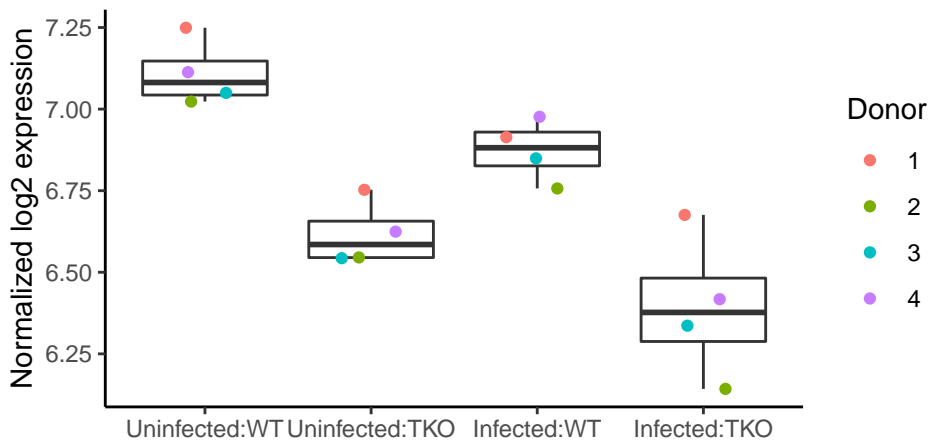 Normalized log2 expression
7.25
7.00
6.75
6.50
6.25
Uninfected:WT
Uninfected:TKO
Infected:WT
Infected:TKO
Donor
1
2
3
4